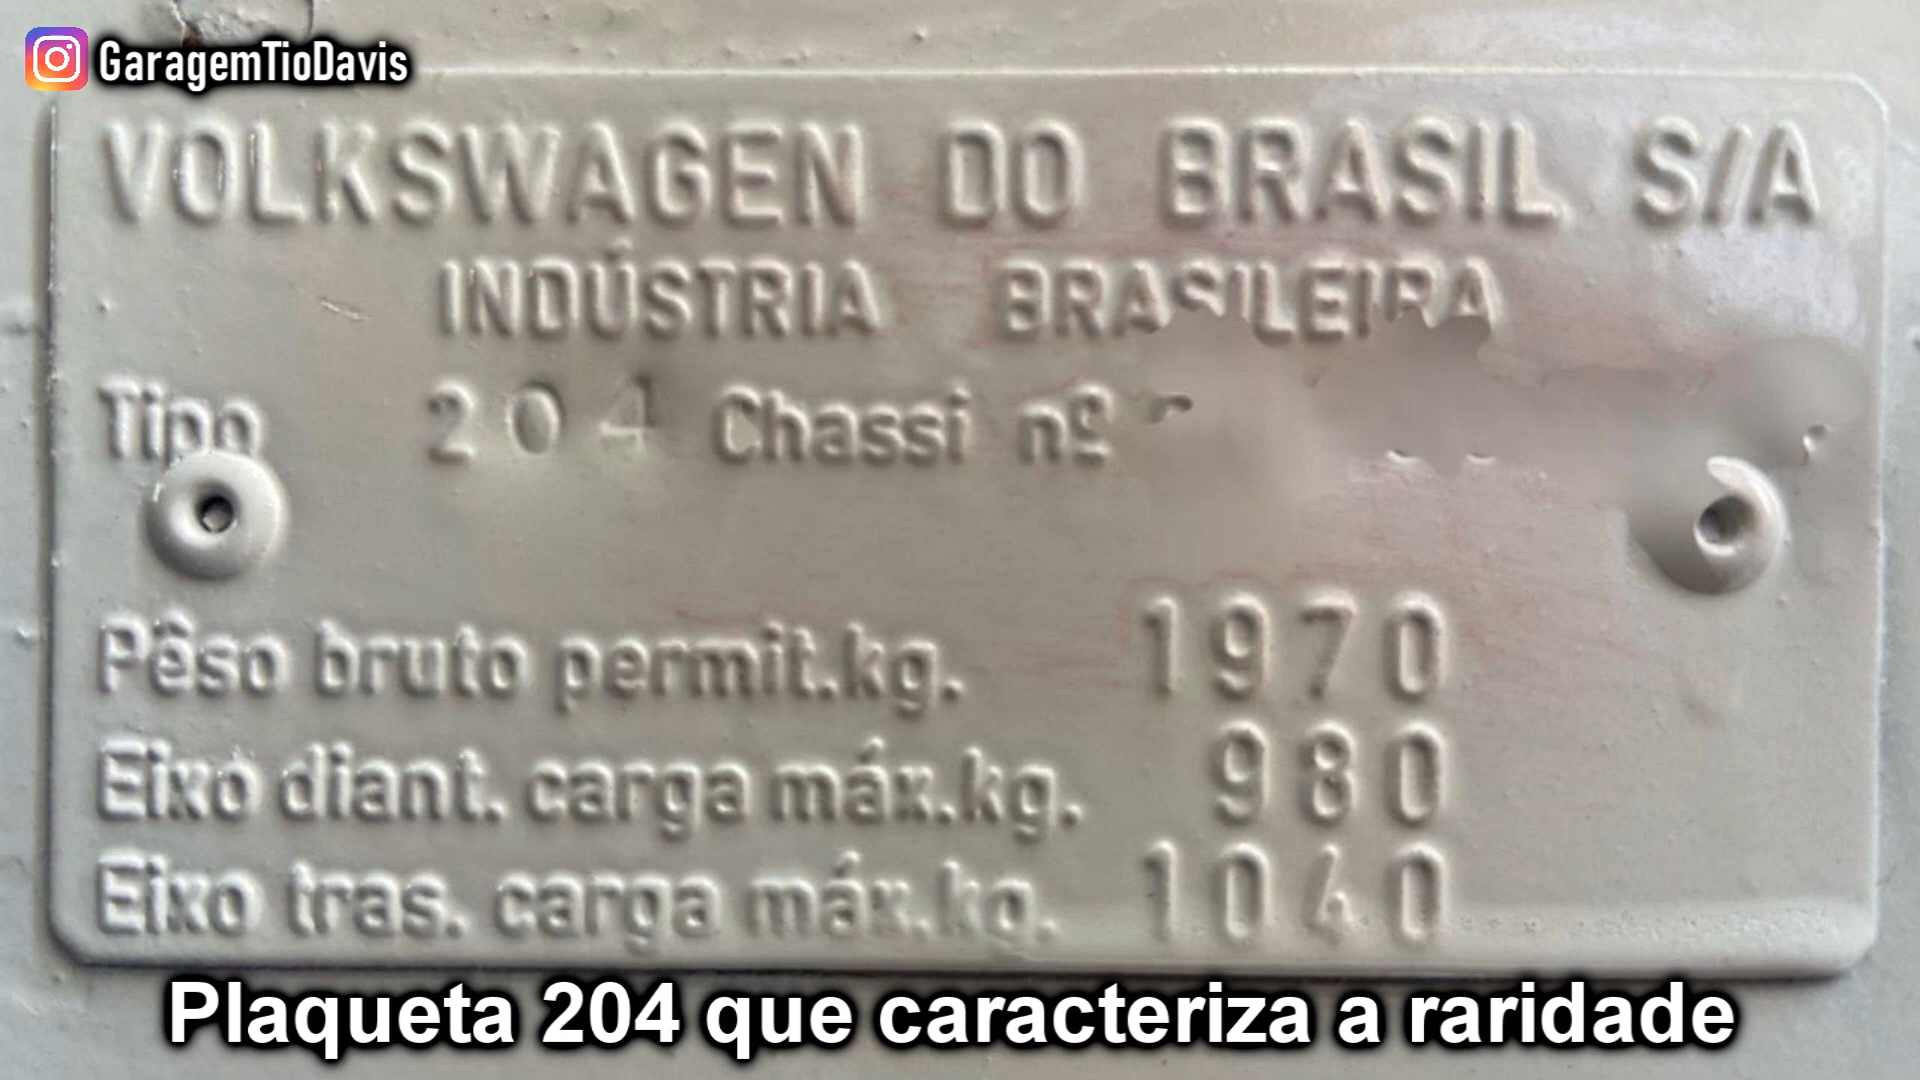 GaragemTioDavis
VOLKSWAGEN DO BRASIL S/A
INDÚSTRIA BRASILEIRA
Tipo 204 Chassi nº
Pêso bruto permit.kg. 1970
Eixo diant. carga máx.kg. 980
Eixo tras. carga máx.kg. 1040
Plaqueta 204 que caracteriza a raridade